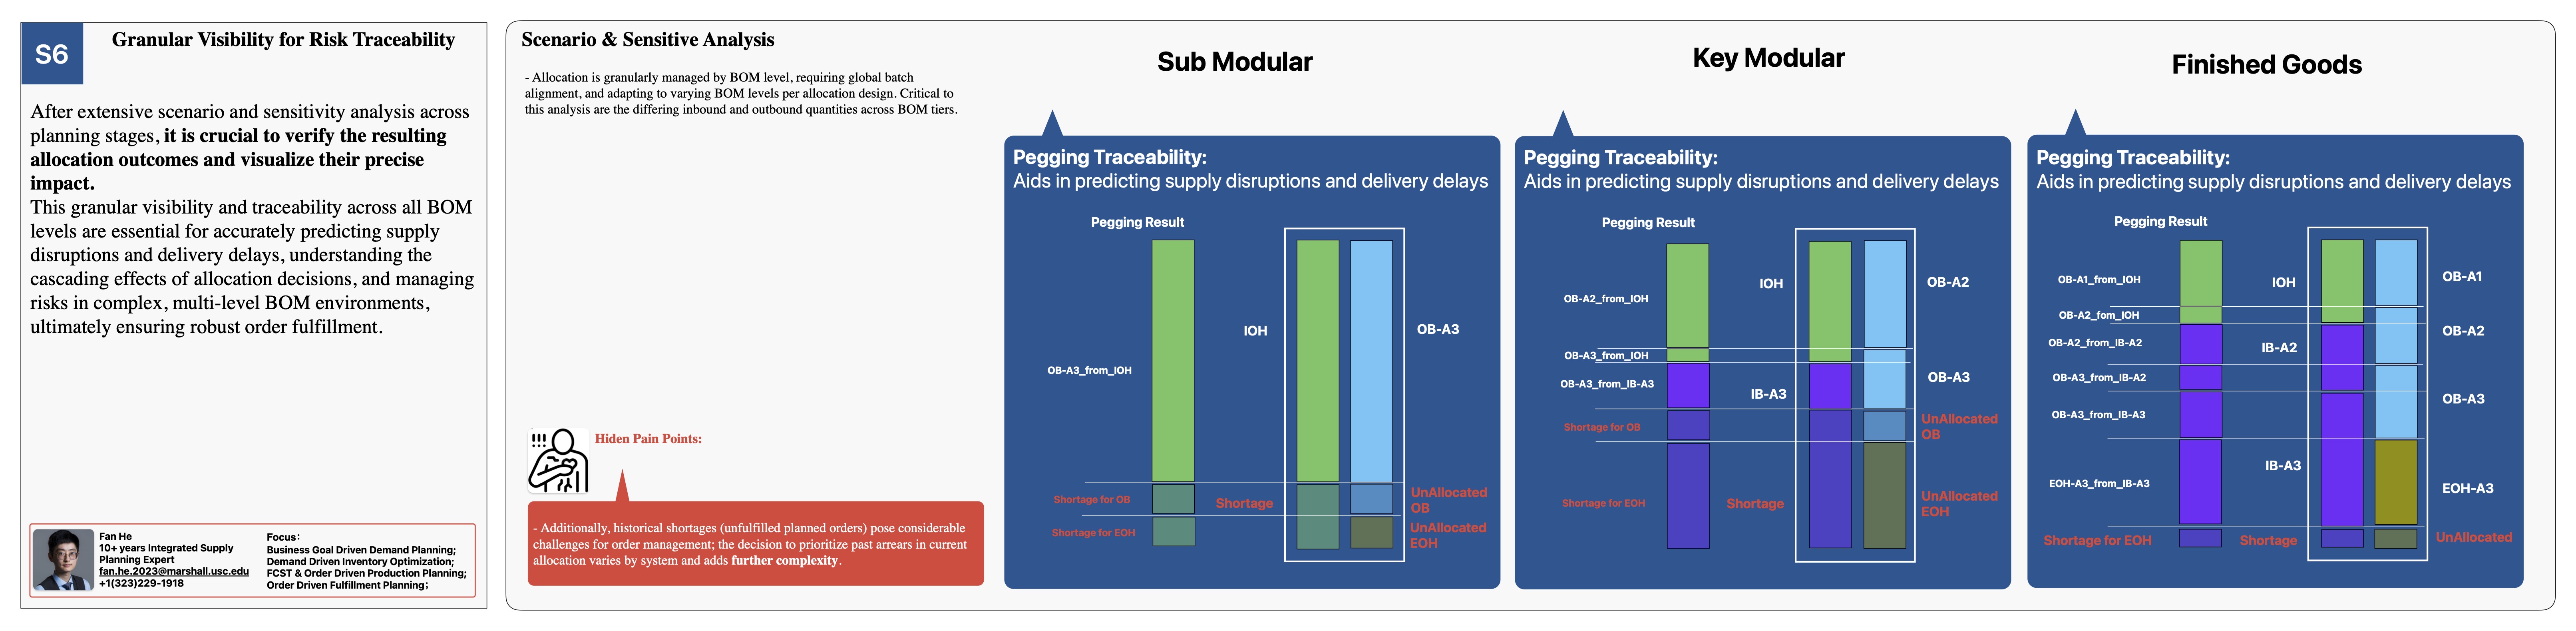 S6
Granular Visibility for Risk Traceability
After extensive scenario and sensitivity analysis across
planning stages, it is crucial to verify the resulting
allocation outcomes and visualize their precise
impact.
This granular visibility and traceability across all BOM
levels are essential for accurately predicting supply
disruptions and delivery delays, understanding the
cascading effects of allocation decisions, and managing
risks in complex, multi-level BOM environments,
ultimately ensuring robust order fulfillment.
Fan He
10+ years Integrated Supply
Planning Expert
fan.he.2023@marshall.usc.edu
+1(323)229-1918
Focus:
Business Goal Driven Demand Planning;
Demand Driven Inventory Optimization;
FCST & Order Driven Production Planning;
Order Driven Fulfillment Planning;
Scenario & Sensitive Analysis
- Allocation is granularly managed by BOM level, requiring global batch
alignment, and adapting to varying BOM levels per allocation design. Critical to
this analysis are the differing inbound and outbound quantities across BOM tiers.
!!!
Hiden Pain Points:
- Additionally, historical shortages (unfulfilled planned orders) pose considerable
challenges for order management; the decision to prioritize past arrears in current
allocation varies by system and adds further complexity.
Sub Modular
Pegging Traceability:
Aids in predicting supply disruptions and delivery delays
Pegging Result
IOH
OB-A3
OB-A3_from_IOH
Shortage for OB
Shortage
UnAllocated
OB
Shortage for EOH
UnAllocated
EOH
Key Modular
Pegging Traceability:
Aids in predicting supply disruptions and delivery delays
Pegging Result
IOH
OB-A2
OB-A2_from_IOH
OB-A3_from_IOH
OB-A3
OB-A3_from_IB-A3
IB-A3
Shortage for OB
UnAllocated
OB
Shortage for EOH
Shortage
UnAllocated
EOH
Finished Goods
Pegging Traceability:
Aids in predicting supply disruptions and delivery delays
Pegging Result
OB-A1_from_IOH
IOH
OB-A1
OB-A2_fom_IOH
OB-A2
OB-A2_from_IB-A2
IB-A2
OB-A3_from_IB-A2
OB-A3
OB-A3_from_IB-A3
IB-A3
EOH-A3_from_IB-A3
EOH-A3
Shortage for EOH
Shortage
UnAllocated